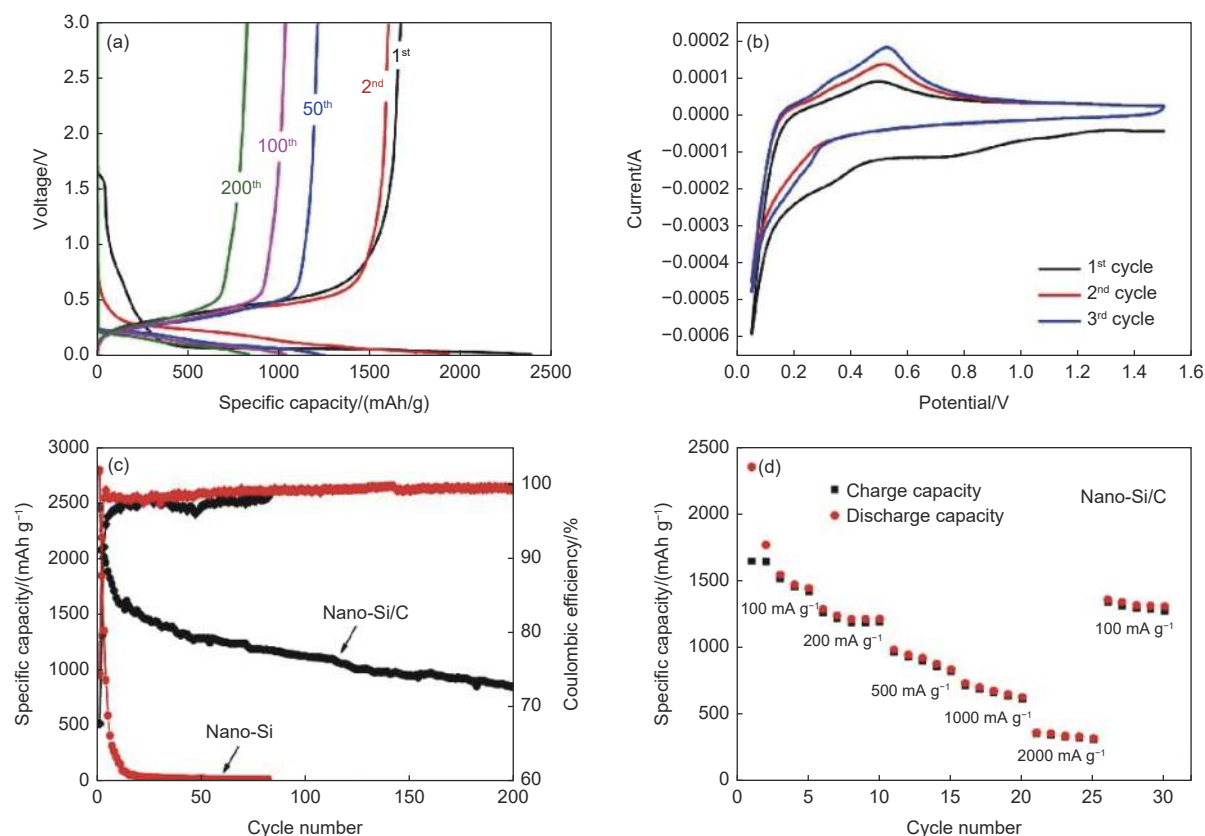 (a)
3.0
2.5
2.0
1.5
1.0
0.5
0.0
Voltage/V
1st
2nd
50th
100th
200th
0 500 1000 1500 2000 2500
Specific capacity/(mAh/g)
(b)
0.0002
0.0001
0.0000
−0.0001
−0.0002
−0.0003
−0.0004
−0.0005
−0.0006
Current/A
1st cycle
2nd cycle
3rd cycle
0.0 0.2 0.4 0.6 0.8 1.0 1.2 1.4 1.6
Potential/V
(c)
3000
2500
2000
1500
1000
500
0
Specific capacity/(mAh g−1)
100
90
80
70
60
Coulombic efficiency/%
Nano-Si/C
Nano-Si
0 50 100 150 200
Cycle number
(d)
2500
2000
1500
1000
500
0
Specific capacity/(mAh g−1)
Charge capacity
Discharge capacity
Nano-Si/C
100 mA g−1
200 mA g−1
500 mA g−1
1000 mA g−1
2000 mA g−1
100 mA g−1
0 5 10 15 20 25 30
Cycle number